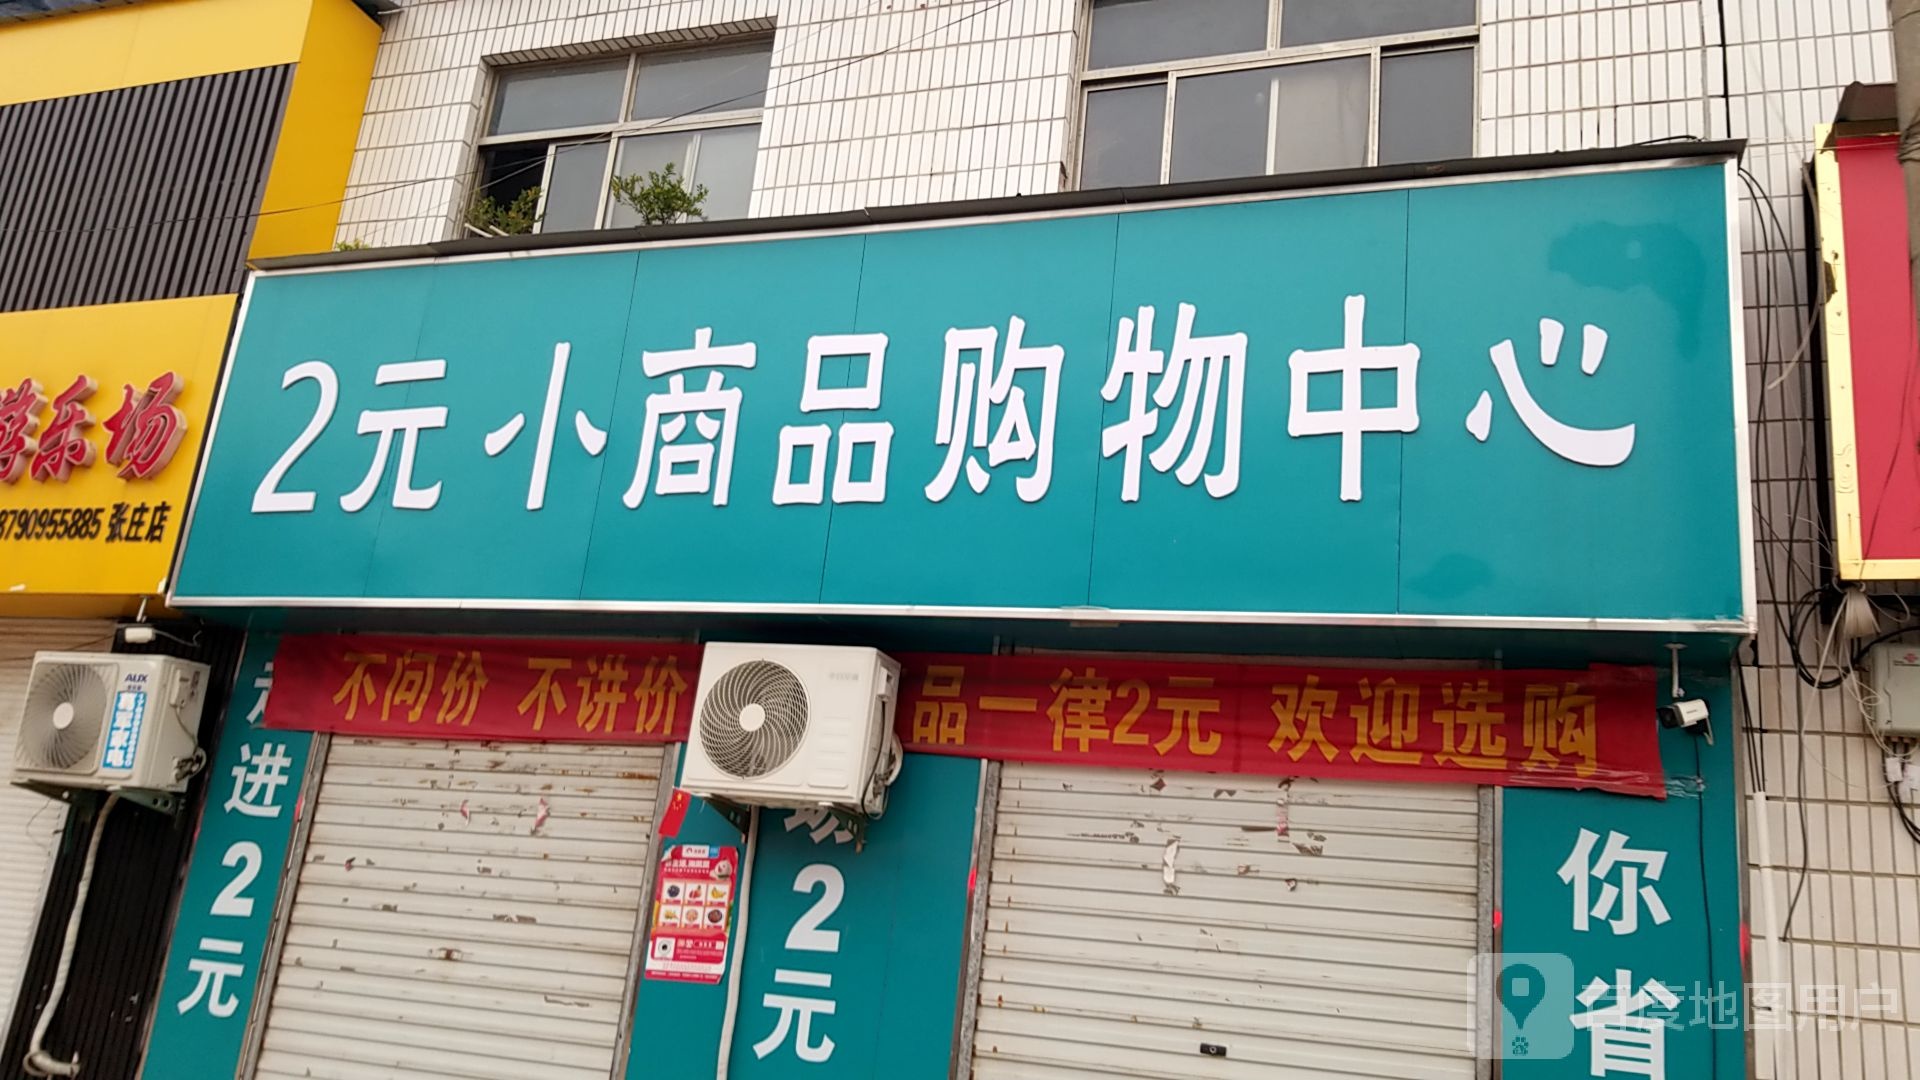 2元小商品购物中心
游乐场
8790955885 张庄店
不问价 不讲价 品一律2元 欢迎选购
进2元
场2元
你省
AUX
百度地图用户